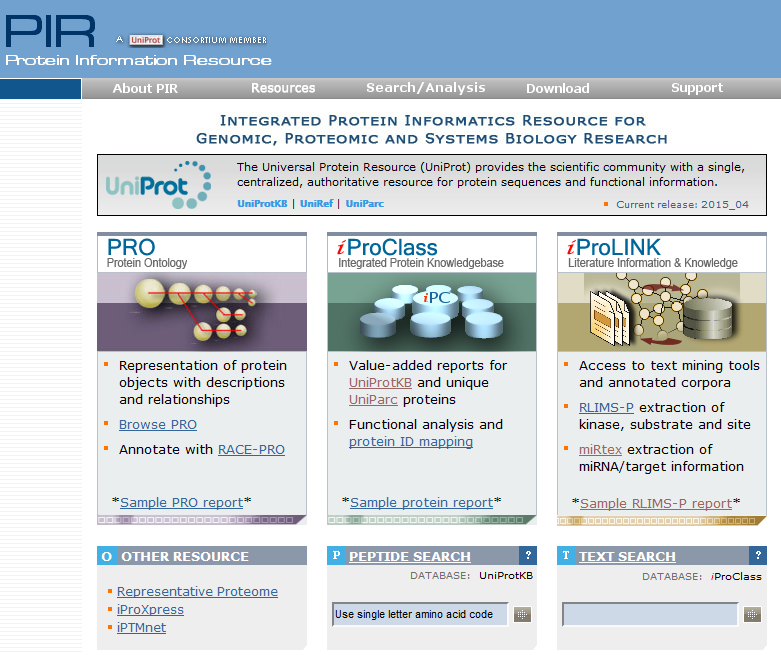 PIR
A UniProt CONSORTIUM MEMBER
Protein Information Resource
About PIR Resources Search/Analysis Download Support
INTEGRATED PROTEIN INFORMATICS RESOURCE FOR
GENOMIC, PROTEOMIC AND SYSTEMS BIOLOGY RESEARCH
UniProt
The Universal Protein Resource (UniProt) provides the scientific community with a single,
centralized, authoritative resource for protein sequences and functional information.
UniProtKB | UniRef | UniParc
Current release: 2015_04
PRO
Protein Ontology
Representation of protein
objects with descriptions
and relationships
Browse PRO
Annotate with RACE-PRO
*Sample PRO report*
iProClass
Integrated Protein Knowledgebase
iPC
Value-added reports for
UniProtKB and unique
UniParc proteins
Functional analysis and
protein ID mapping
*Sample protein report*
iProLINK
Literature Information & Knowledge
Access to text mining tools
and annotated corpora
RLIMS-P extraction of
kinase, substrate and site
miRtex extraction of
miRNA/target information
*Sample RLIMS-P report*
O OTHER RESOURCE
Representative Proteome
iProXpress
iPTMnet
P PEPTIDE SEARCH ?
DATABASE: UniProtKB
Use single letter amino acid code
T TEXT SEARCH ?
DATABASE: iProClass